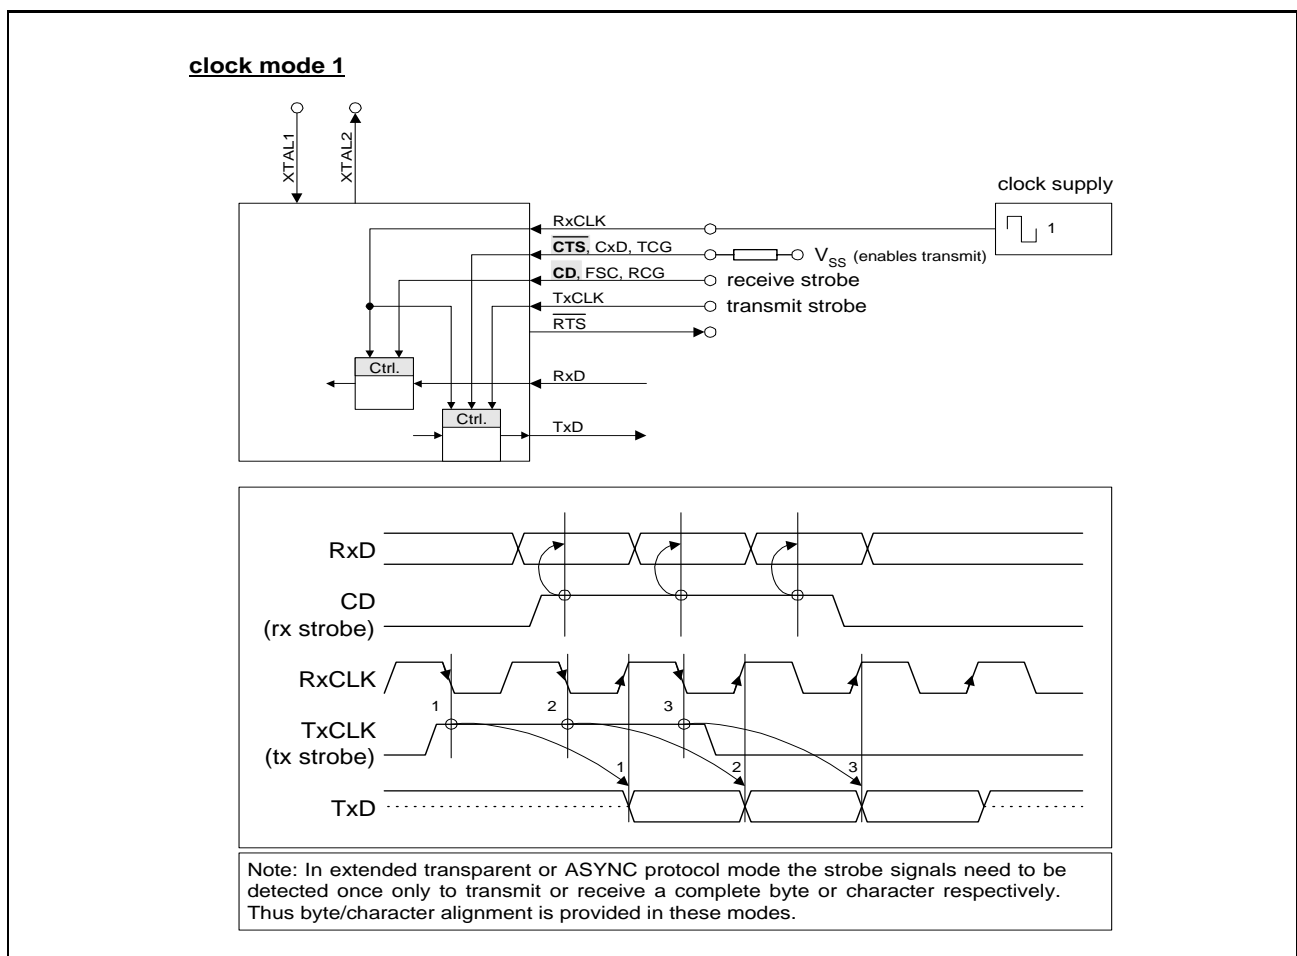 clock mode 1
XTAL1
XTAL2
clock supply
1
RxCLK
CTS, CxD, TCG
VSS (enables transmit)
CD, FSC, RCG
receive strobe
TxCLK
transmit strobe
RTS
Ctrl.
RxD
Ctrl.
TxD
RxD
CD
(rx strobe)
RxCLK
1 2 3
TxCLK
(tx strobe)
1 2 3
TxD
Note: In extended transparent or ASYNC protocol mode the strobe signals need to be
detected once only to transmit or receive a complete byte or character respectively.
Thus byte/character alignment is provided in these modes.